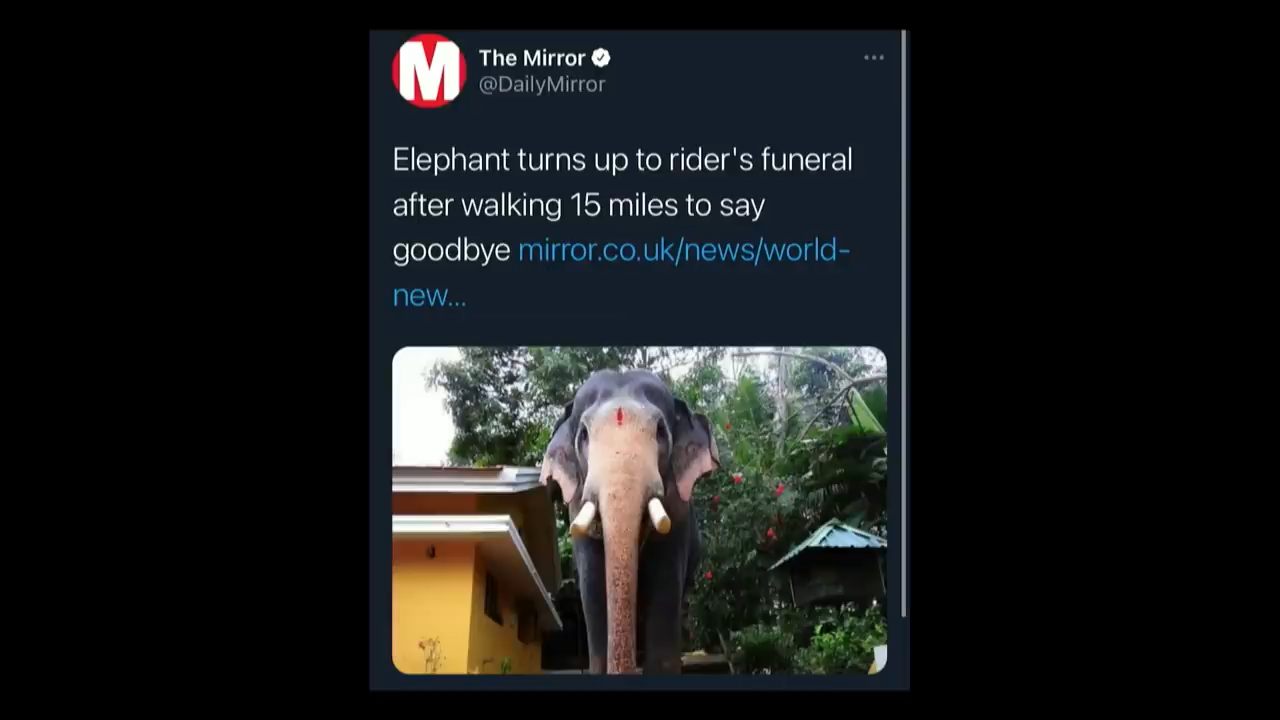 M
The Mirror
@DailyMirror
Elephant turns up to rider's funeral
after walking 15 miles to say
goodbye mirror.co.uk/news/world-
new...